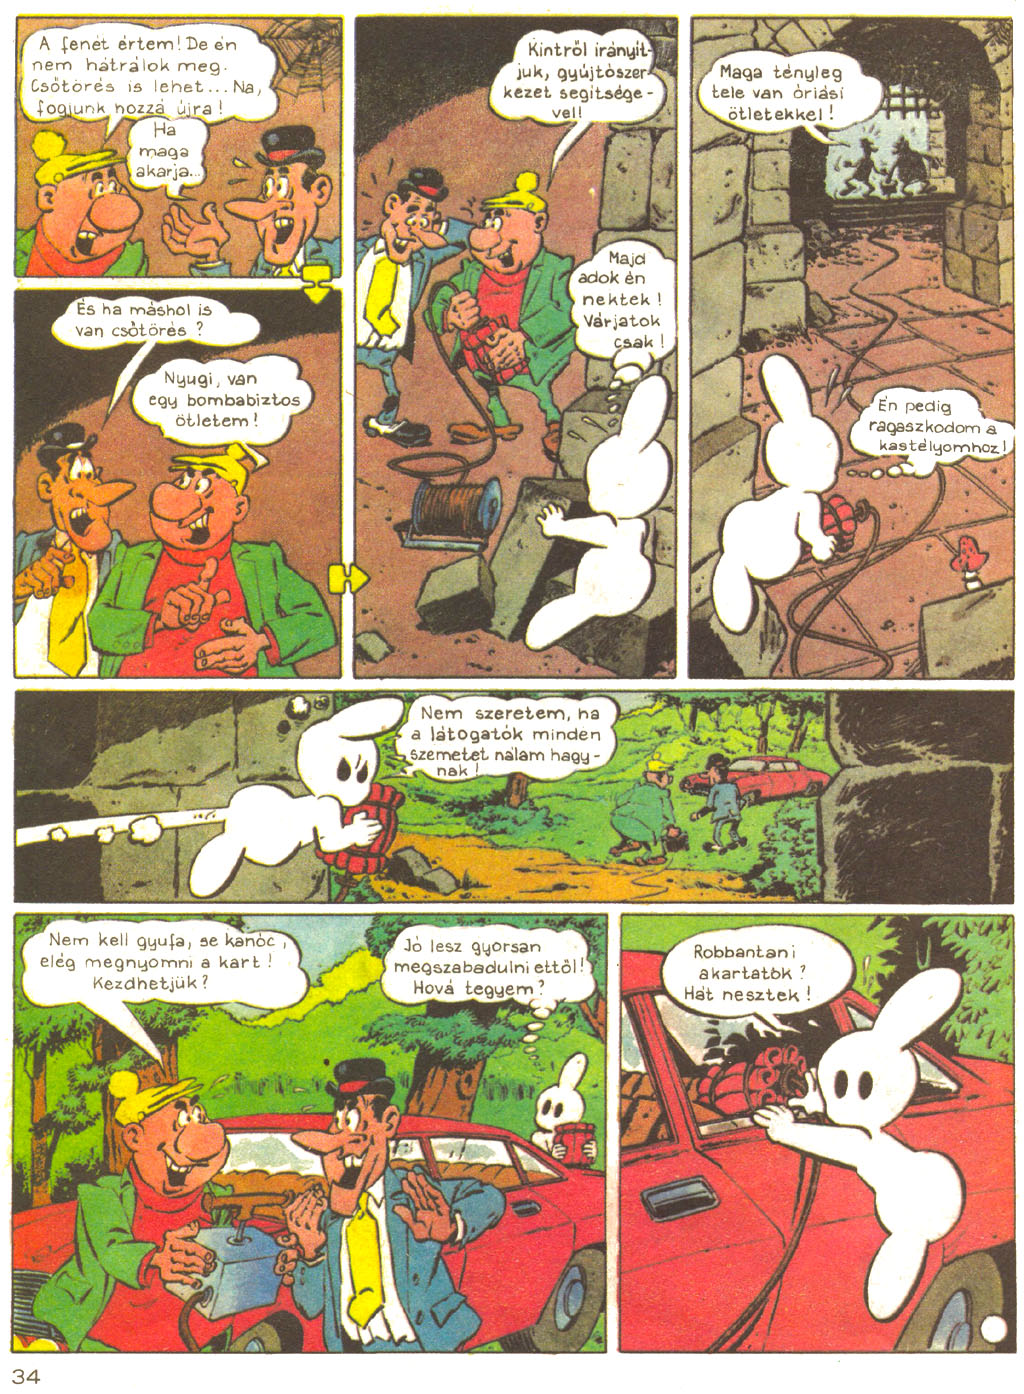 A fenét értem! De én
nem hátrálok meg.
Csőtörés is lehet... Na,
fogjunk hozzá újra!
Ha
maga
akarja...
És ha máshol is
van csőtörés?
Nyugi, van
egy bombabiztos
ötletem!
Kintről irányít-
juk, gyújtószer-
kezet segítségé-
vel!
Majd
adok én
nektek!
Várjatok
csak!
Maga tényleg
tele van óriási
ötletekkel!
Én pedig
ragaszkodom a
kastélyomhoz!
Nem szeretem, ha
a látogatók minden
szemetet nálam hagy-
nak!
Nem kell gyufa, se kanóc,
elég megnyomni a kart!
Kezdhetjük?
Jó lesz gyorsan
megszabadulni ettől!
Hová tegyem?
Robbantani
akartatok?
Hát nesztek!
34